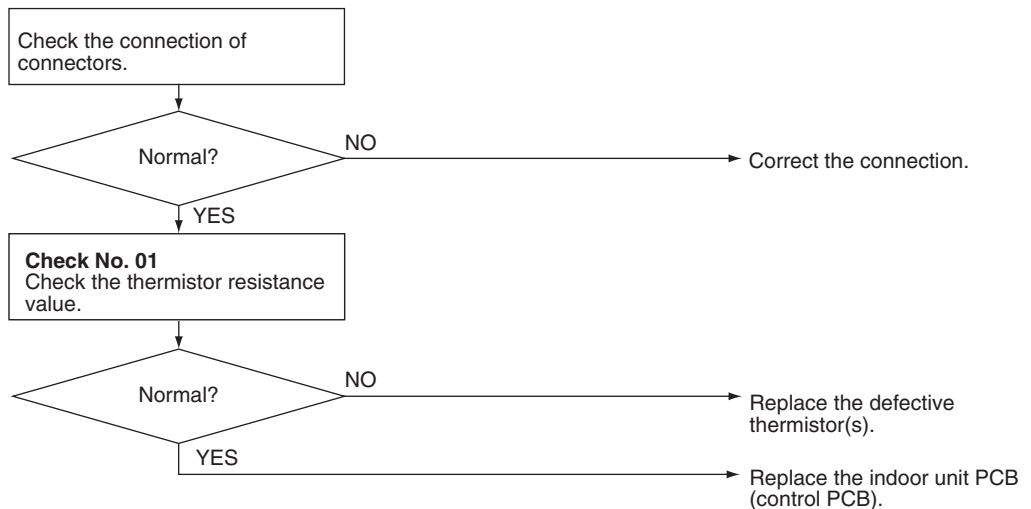 Check the connection of
connectors.
Normal?
NO
Correct the connection.
YES
Check No. 01
Check the thermistor resistance
value.
Normal?
NO
Replace the defective
thermistor(s).
YES
Replace the indoor unit PCB
(control PCB).